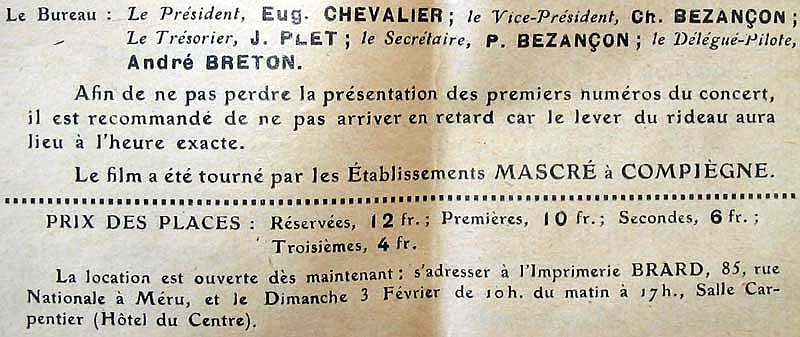 Le Bureau : Le Président, Eug. CHEVALIER ; le Vice-Président, Ch. BEZANÇON ;
Le Trésorier, J. PLET ; le Secrétaire, P. BEZANÇON ; le Délégué-Pilote,
André BRETON.
Afin de ne pas perdre la présentation des premiers numéros du concert,
il est recommandé de ne pas arriver en retard car le lever du rideau aura
lieu à l'heure exacte.
Le film a été tourné par les Établissements MASCRÉ à COMPIÈGNE.
PRIX DES PLACES : Réservées, 12 fr. ; Premières, 10 fr. ; Secondes, 6 fr. ;
Troisièmes, 4 fr.
La location est ouverte dès maintenant : s'adresser à l'Imprimerie BRARD, 85, rue
Nationale à Méru, et le Dimanche 3 Février de 10h. du matin à 17h., Salle Car-
pentier (Hôtel du Centre).